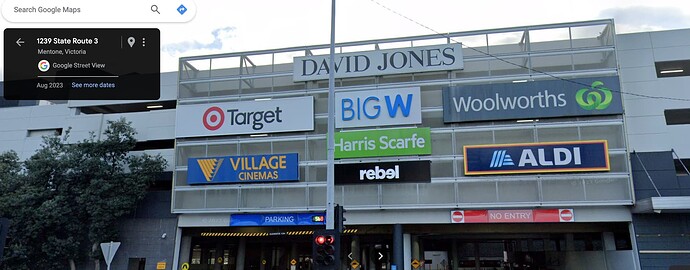 Search Google Maps
1239 State Route 3
Mentone, Victoria
Google Street View
Aug 2023 See more dates
DAVID JONES
Target
BIG W
Woolworths
Harris Scarfe
VILLAGE
CINEMAS
rebel
ALDI
PARKING
NO ENTRY